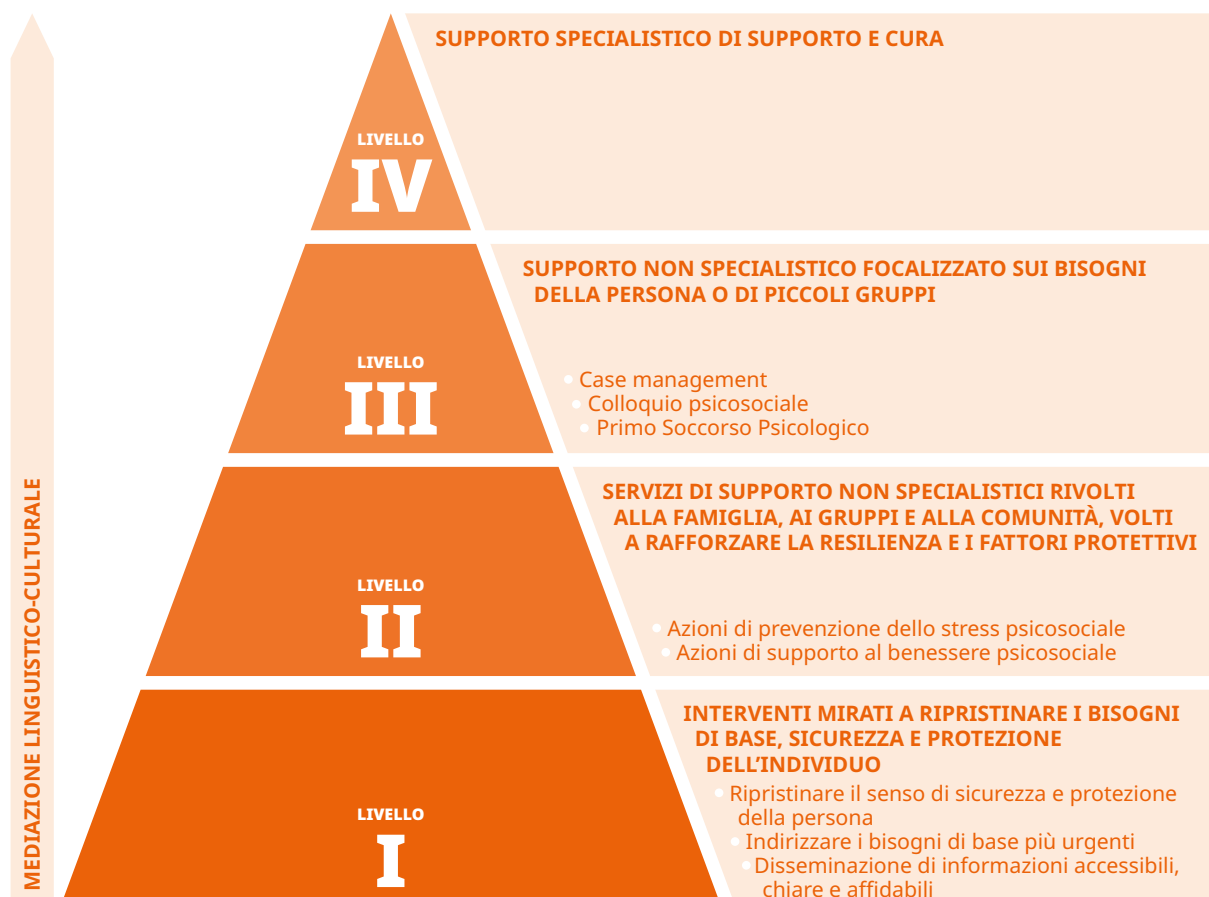 SUPPORTO SPECIALISTICO DI SUPPORTO E CURA
LIVELLO
IV
SUPPORTO NON SPECIALISTICO FOCALIZZATO SUI BISOGNI
DELLA PERSONA O DI PICCOLI GRUPPI
LIVELLO
III
• Case management
• Colloquio psicosociale
• Primo Soccorso Psicologico
SERVIZI DI SUPPORTO NON SPECIALISTICI RIVOLTI
ALLA FAMIGLIA, AI GRUPPI E ALLA COMUNITÀ, VOLTI
A RAFFORZARE LA RESILIENZA E I FATTORI PROTETTIVI
LIVELLO
II
• Azioni di prevenzione dello stress psicosociale
• Azioni di supporto al benessere psicosociale
INTERVENTI MIRATI A RIPRISTINARE I BISOGNI
DI BASE, SICUREZZA E PROTEZIONE
DELL’INDIVIDUO
LIVELLO
I
• Ripristinare il senso di sicurezza e protezione
della persona
• Indirizzare i bisogni di base più urgenti
• Disseminazione di informazioni accessibili,
chiare e affidabili
MEDIAZIONE LINGUISTICO-CULTURALE